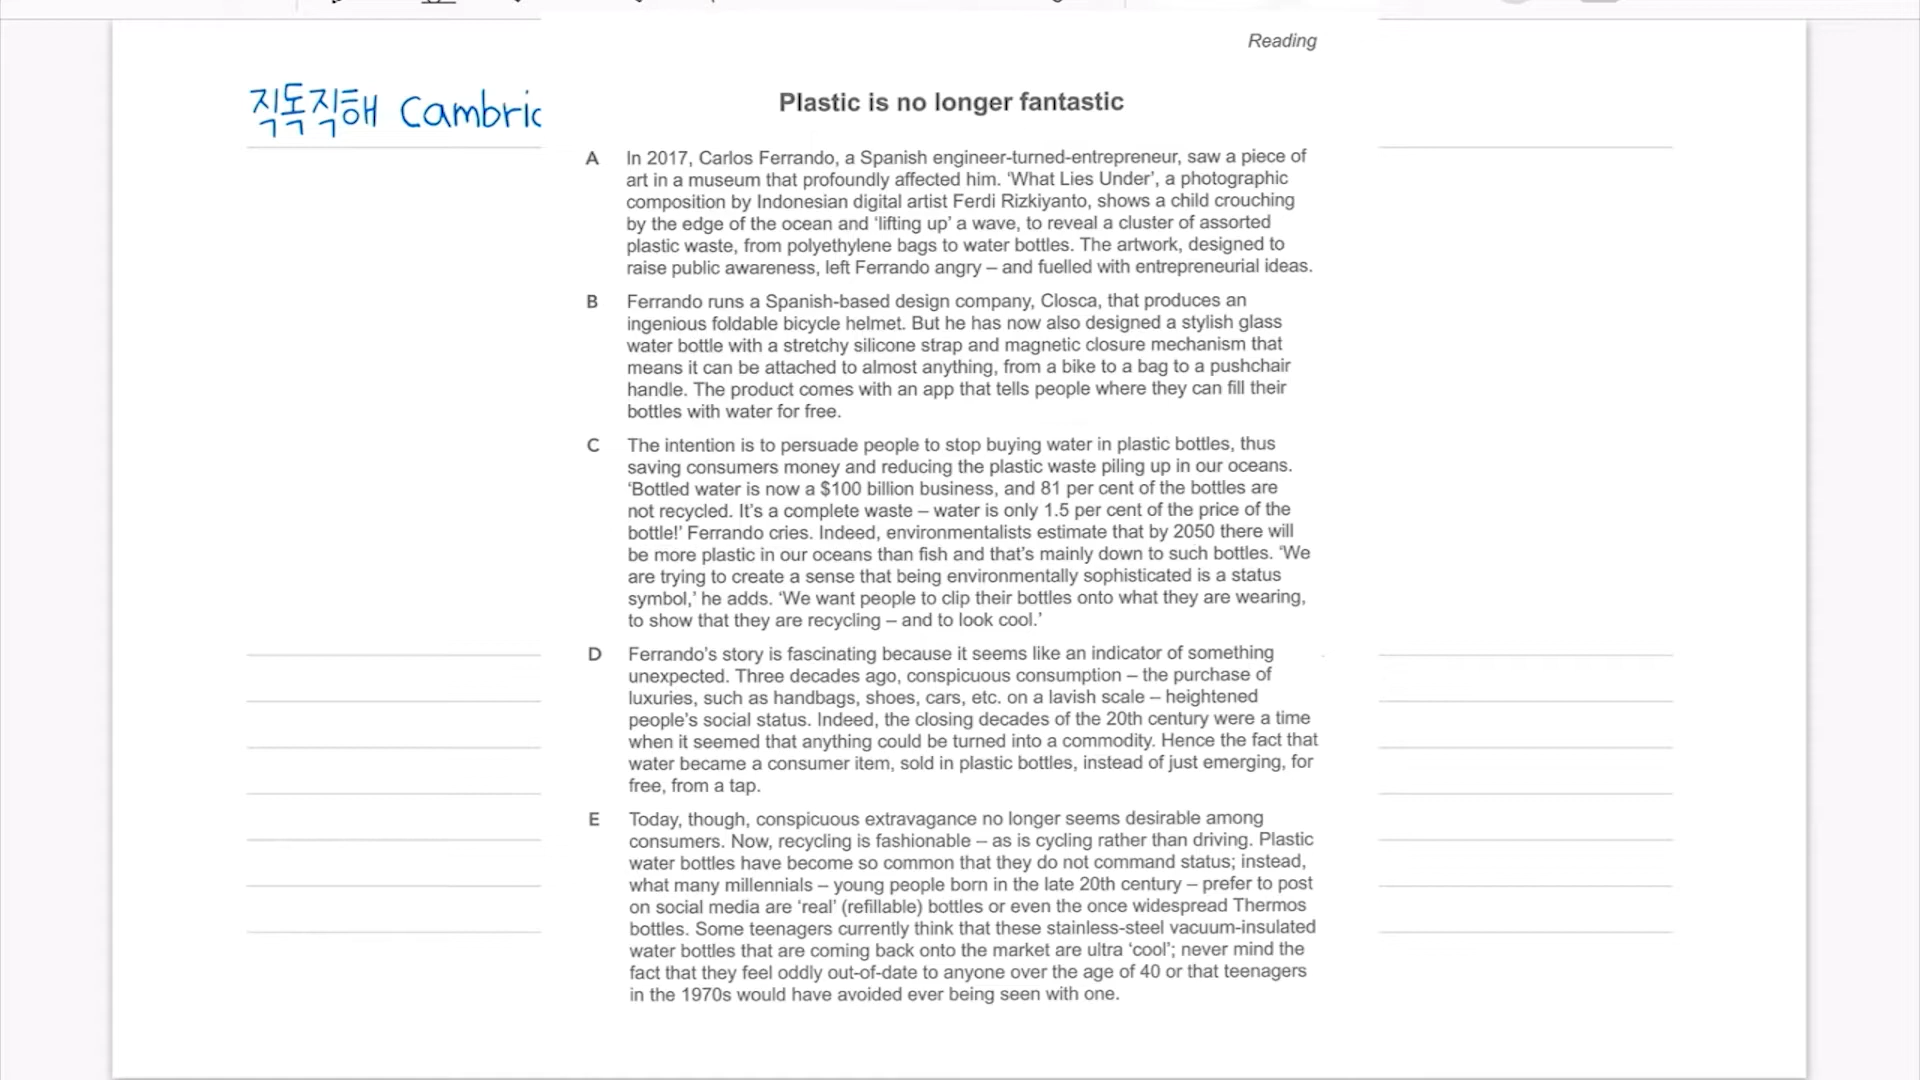 Reading
직독직해 Cambric
Plastic is no longer fantastic
A In 2017, Carlos Ferrando, a Spanish engineer-turned-entrepreneur, saw a piece of
art in a museum that profoundly affected him. ‘What Lies Under’, a photographic
composition by Indonesian digital artist Ferdi Rizkiyanto, shows a child crouching
by the edge of the ocean and ‘lifting up’ a wave, to reveal a cluster of assorted
plastic waste, from polyethylene bags to water bottles. The artwork, designed to
raise public awareness, left Ferrando angry – and fuelled with entrepreneurial ideas.
B Ferrando runs a Spanish-based design company, Closca, that produces an
ingenious foldable bicycle helmet. But he has now also designed a stylish glass
water bottle with a stretchy silicone strap and magnetic closure mechanism that
means it can be attached to almost anything, from a bike to a bag to a pushchair
handle. The product comes with an app that tells people where they can fill their
bottles with water for free.
C The intention is to persuade people to stop buying water in plastic bottles, thus
saving consumers money and reducing the plastic waste piling up in our oceans.
‘Bottled water is now a $100 billion business, and 81 per cent of the bottles are
not recycled. It’s a complete waste – water is only 1.5 per cent of the price of the
bottle!’ Ferrando cries. Indeed, environmentalists estimate that by 2050 there will
be more plastic in our oceans than fish and that’s mainly down to such bottles. ‘We
are trying to create a sense that being environmentally sophisticated is a status
symbol,’ he adds. ‘We want people to clip their bottles onto what they are wearing,
to show that they are recycling – and to look cool.’
D Ferrando’s story is fascinating because it seems like an indicator of something
unexpected. Three decades ago, conspicuous consumption – the purchase of
luxuries, such as handbags, shoes, cars, etc. on a lavish scale – heightened
people’s social status. Indeed, the closing decades of the 20th century were a time
when it seemed that anything could be turned into a commodity. Hence the fact that
water became a consumer item, sold in plastic bottles, instead of just emerging, for
free, from a tap.
E Today, though, conspicuous extravagance no longer seems desirable among
consumers. Now, recycling is fashionable – as is cycling rather than driving. Plastic
water bottles have become so common that they do not command status; instead,
what many millennials – young people born in the late 20th century – prefer to post
on social media are ‘real’ (refillable) bottles or even the once widespread Thermos
bottles. Some teenagers currently think that these stainless-steel vacuum-insulated
water bottles that are coming back onto the market are ultra ‘cool’; never mind the
fact that they feel oddly out-of-date to anyone over the age of 40 or that teenagers
in the 1970s would have avoided ever being seen with one.